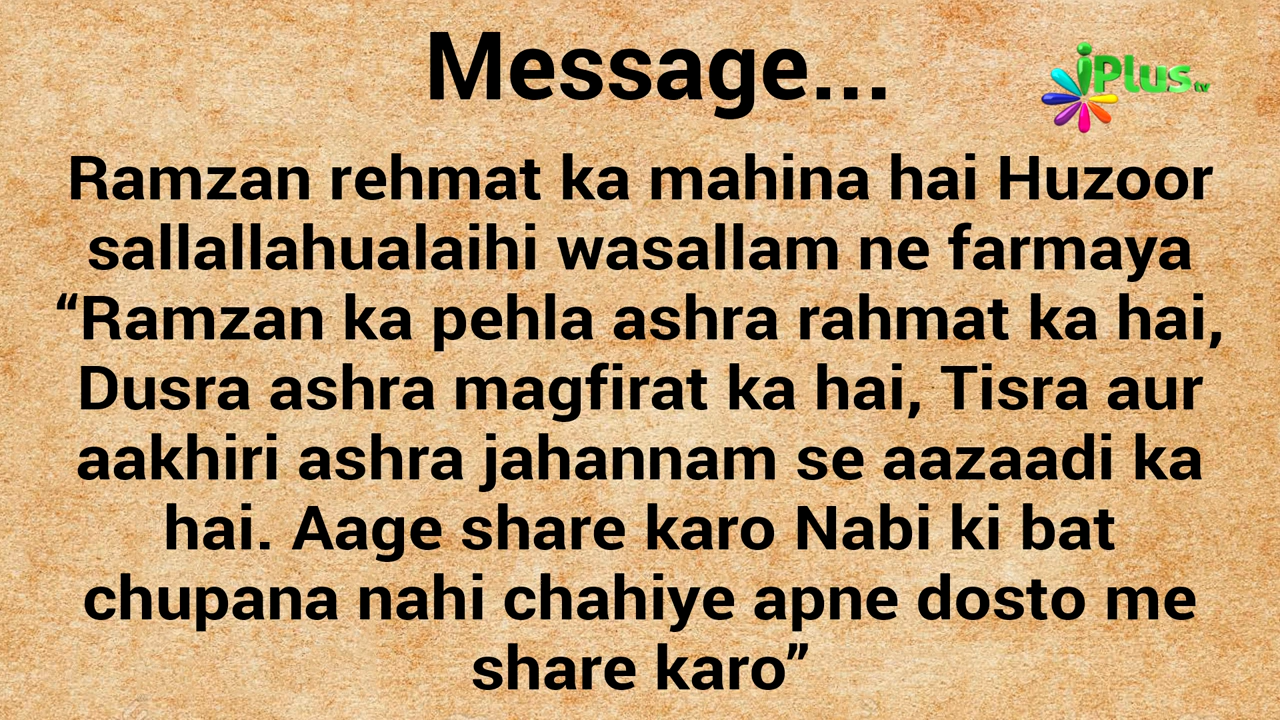 Message...
iPlus tv
Ramzan rehmat ka mahina hai Huzoor
sallallahualaihi wasallam ne farmaya
“Ramzan ka pehla ashra rahmat ka hai,
Dusra ashra magfirat ka hai, Tisra aur
aakhiri ashra jahannam se aazaadi ka
hai. Aage share karo Nabi ki bat
chupana nahi chahiye apne dosto me
share karo”